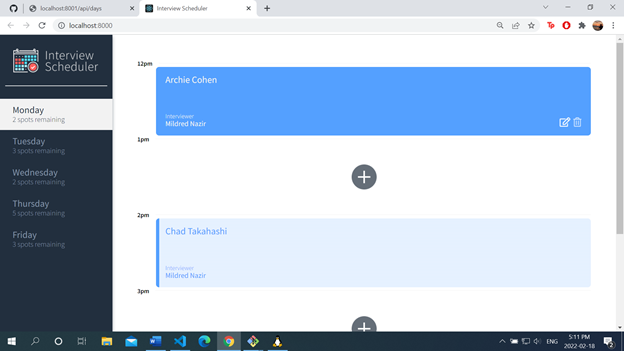 localhost:8001/api/days
Interview Scheduler
localhost:8000
Interview
Scheduler
Monday
2 spots remaining
Tuesday
3 spots remaining
Wednesday
2 spots remaining
Thursday
5 spots remaining
Friday
3 spots remaining
12pm
Archie Cohen
Interviewer
Mildred Nazir
1pm
2pm
Chad Takahashi
Interviewer
Mildred Nazir
3pm
ENG
5:11 PM
2022-02-18